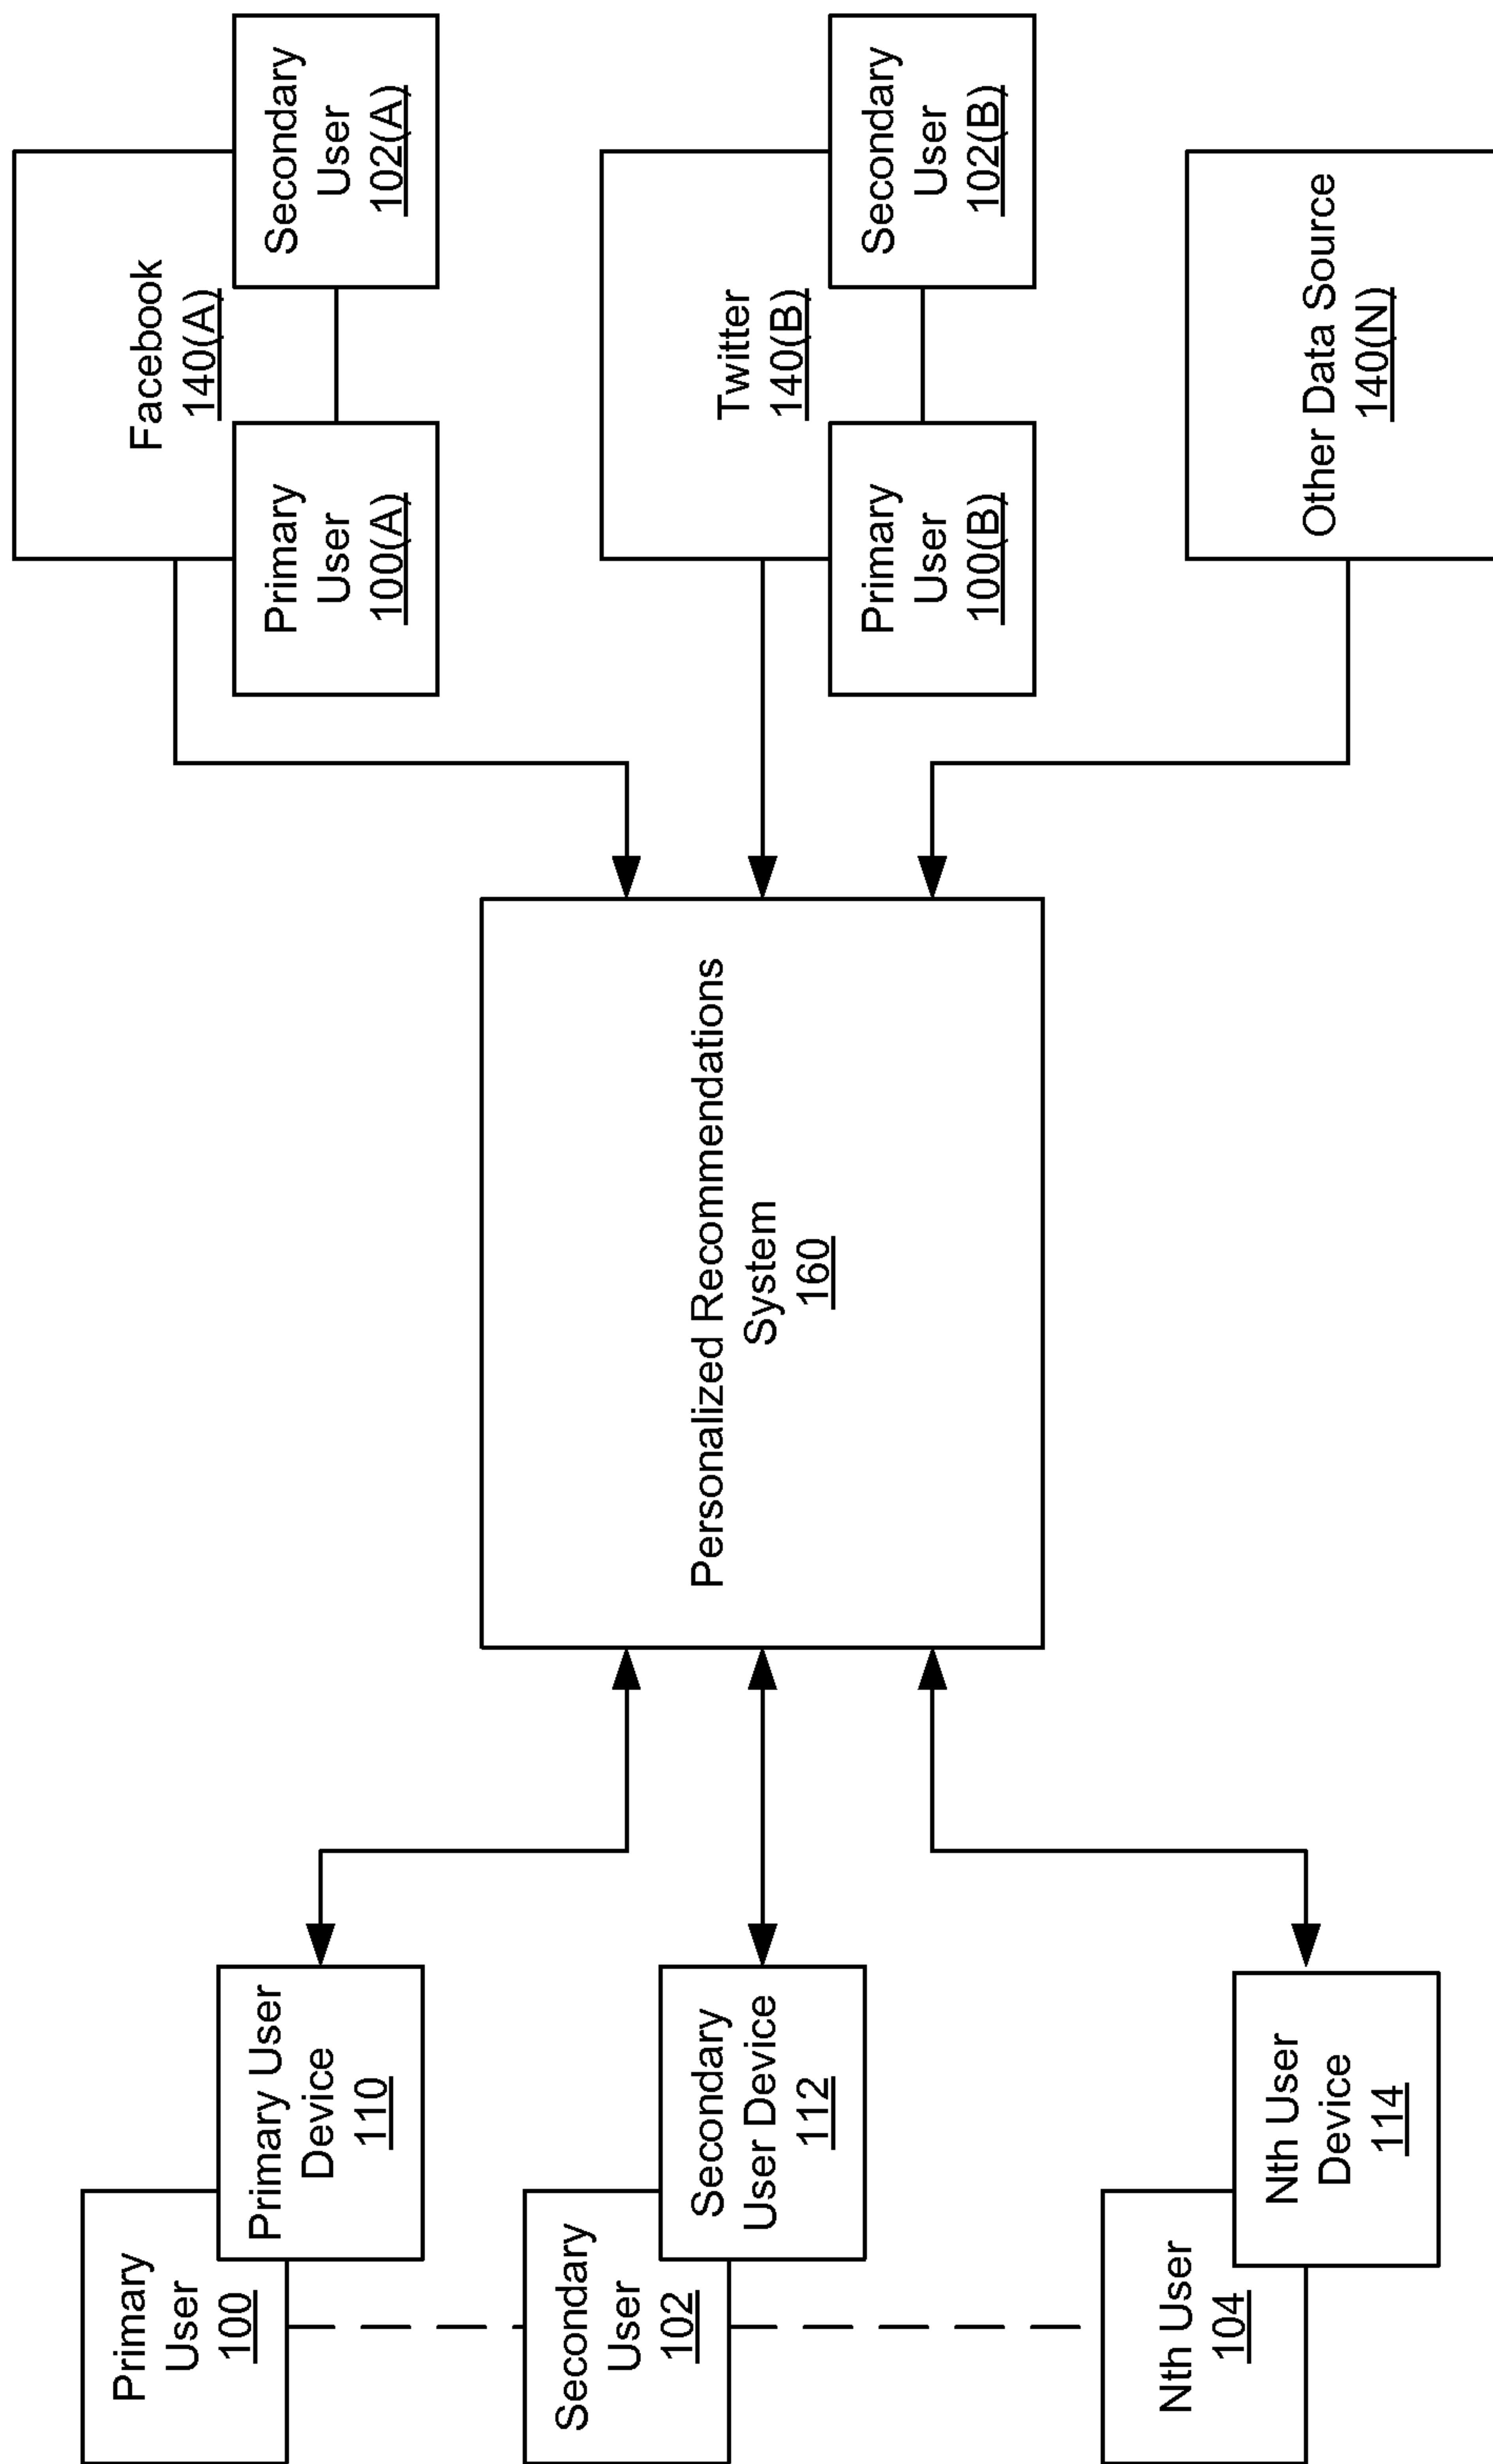 Primary
User
100
Primary User
Device
110
Secondary
User
102
Secondary
User Device
112
Nth User
104
Nth User
Device
114
Personalized Recommendations
System
160
Facebook
140(A)
Primary
User
100(A)
Secondary
User
102(A)
Twitter
140(B)
Primary
User
100(B)
Secondary
User
102(B)
Other Data Source
140(N)